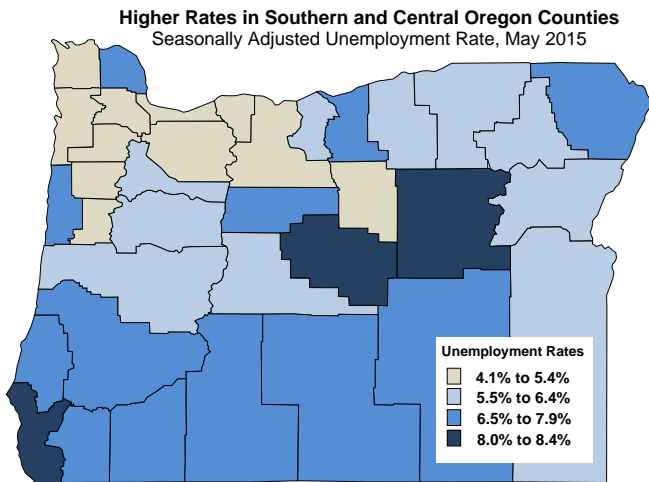 Higher Rates in Southern and Central Oregon Counties
Seasonally Adjusted Unemployment Rate, May 2015
Unemployment Rates
4.1% to 5.4%
5.5% to 6.4%
6.5% to 7.9%
8.0% to 8.4%